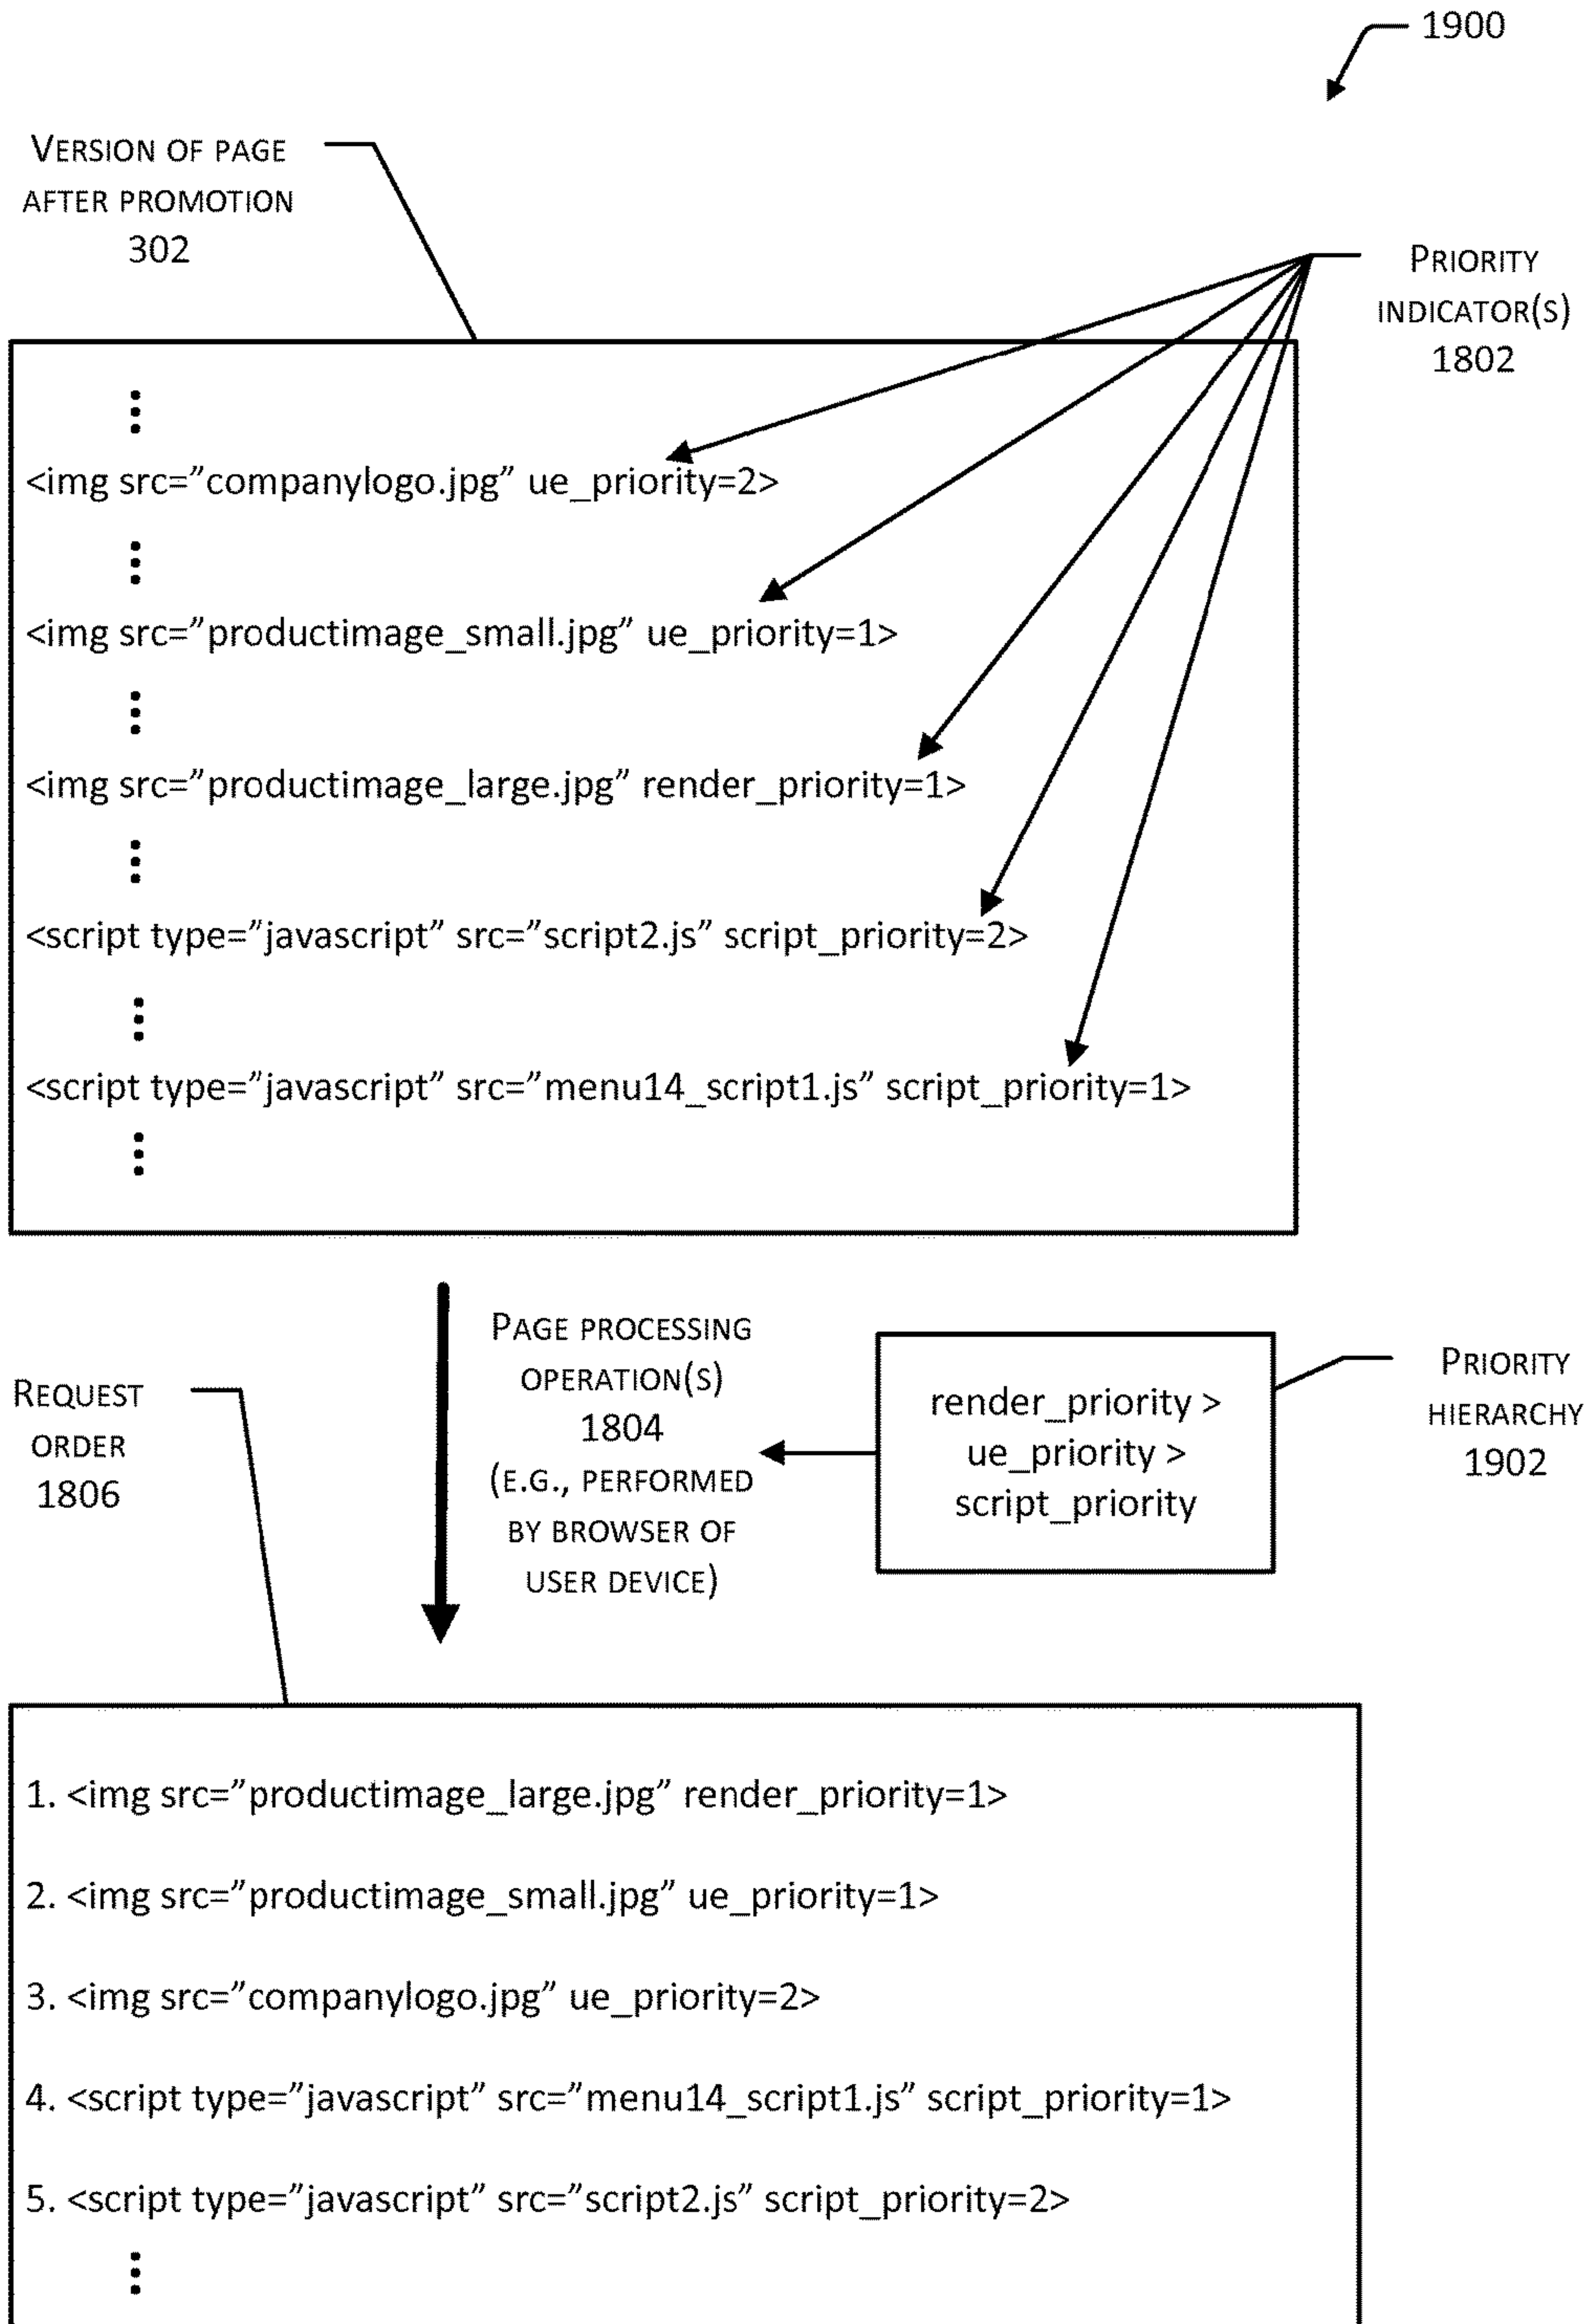 1900
VERSION OF PAGE
AFTER PROMOTION
302
PRIORITY
INDICATOR(S)
1802
<img src=”companylogo.jpg” ue_priority=2>
<img src=”productimage_small.jpg” ue_priority=1>
<img src=”productimage_large.jpg” render_priority=1>
<script type=”javascript” src=”script2.js” script_priority=2>
<script type=”javascript” src=”menu14_script1.js” script_priority=1>
PAGE PROCESSING
OPERATION(S)
1804
(E.G., PERFORMED
BY BROWSER OF
USER DEVICE)
render_priority >
ue_priority >
script_priority
PRIORITY
HIERARCHY
1902
REQUEST
ORDER
1806
1. <img src=”productimage_large.jpg” render_priority=1>
2. <img src=”productimage_small.jpg” ue_priority=1>
3. <img src=”companylogo.jpg” ue_priority=2>
4. <script type=”javascript” src=”menu14_script1.js” script_priority=1>
5. <script type=”javascript” src=”script2.js” script_priority=2>